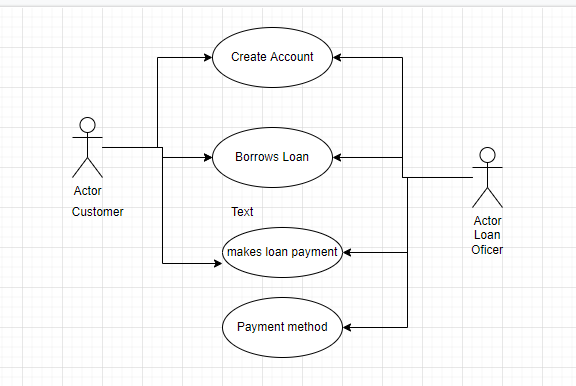 Create Account
Borrows Loan
Actor
Customer
Text
Actor
Loan
Oficer
makes loan payment
Payment method